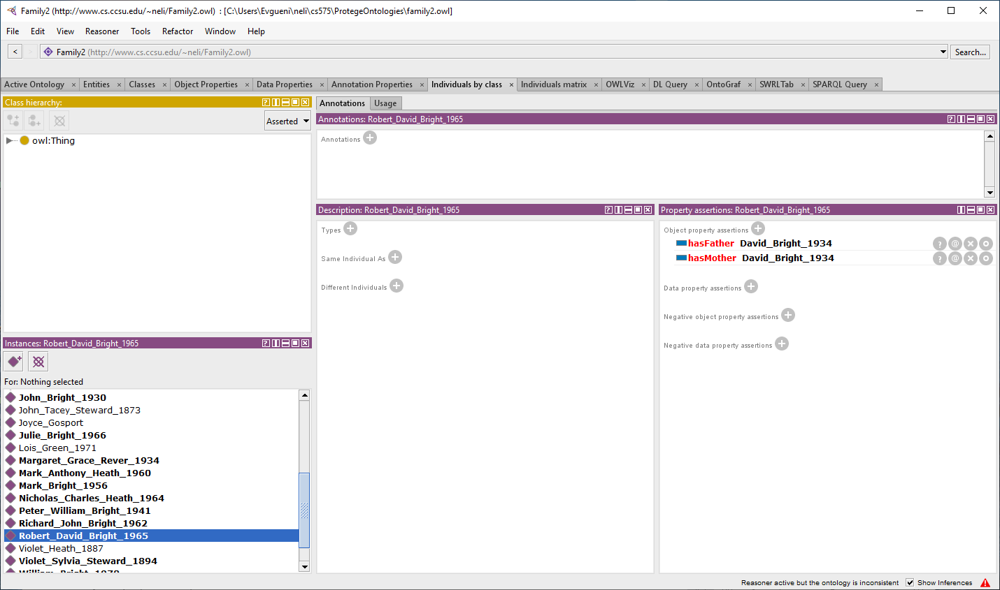 Family2 (http://www.cs.ccsu.edu/~neli/Family2.owl) : [C:\Users\Evgueni\neli\cs575\ProtegeOntologies\family2.owl]
File Edit View Reasoner Tools Refactor Window Help
< > Family2 (http://www.cs.ccsu.edu/~neli/Family2.owl) Search...
Active Ontology × Entities × Classes × Object Properties × Data Properties × Annotation Properties × Individuals by class × Individuals matrix × OWLViz × DL Query × OntoGraf × SWRLTab × SPARQL Query ×
Class hierarchy:
Asserted
owl:Thing
Annotations Usage
Annotations: Robert_David_Bright_1965
Annotations
Description: Robert_David_Bright_1965
Types
Same Individual As
Different Individuals
Property assertions: Robert_David_Bright_1965
Object property assertions
hasFather David_Bright_1934
hasMother David_Bright_1934
Data property assertions
Negative object property assertions
Negative data property assertions
Instances: Robert_David_Bright_1965
For: Nothing selected
John_Bright_1930
John_Tacey_Steward_1873
Joyce_Gosport
Julie_Bright_1966
Lois_Green_1971
Margaret_Grace_Rever_1934
Mark_Anthony_Heath_1960
Mark_Bright_1956
Nicholas_Charles_Heath_1964
Peter_William_Bright_1941
Richard_John_Bright_1962
Robert_David_Bright_1965
Violet_Heath_1887
Violet_Sylvia_Steward_1894
Reasoner active but the ontology is inconsistent Show Inferences